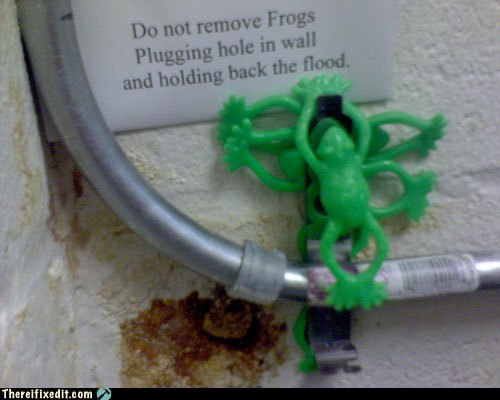 Do not remove Frogs
Plugging hole in wall
and holding back the flood.
Thereifixedit.com